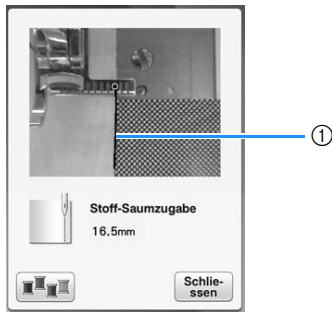 ①
Stoff-Saumzugabe
16.5mm
Schlie-
ssen